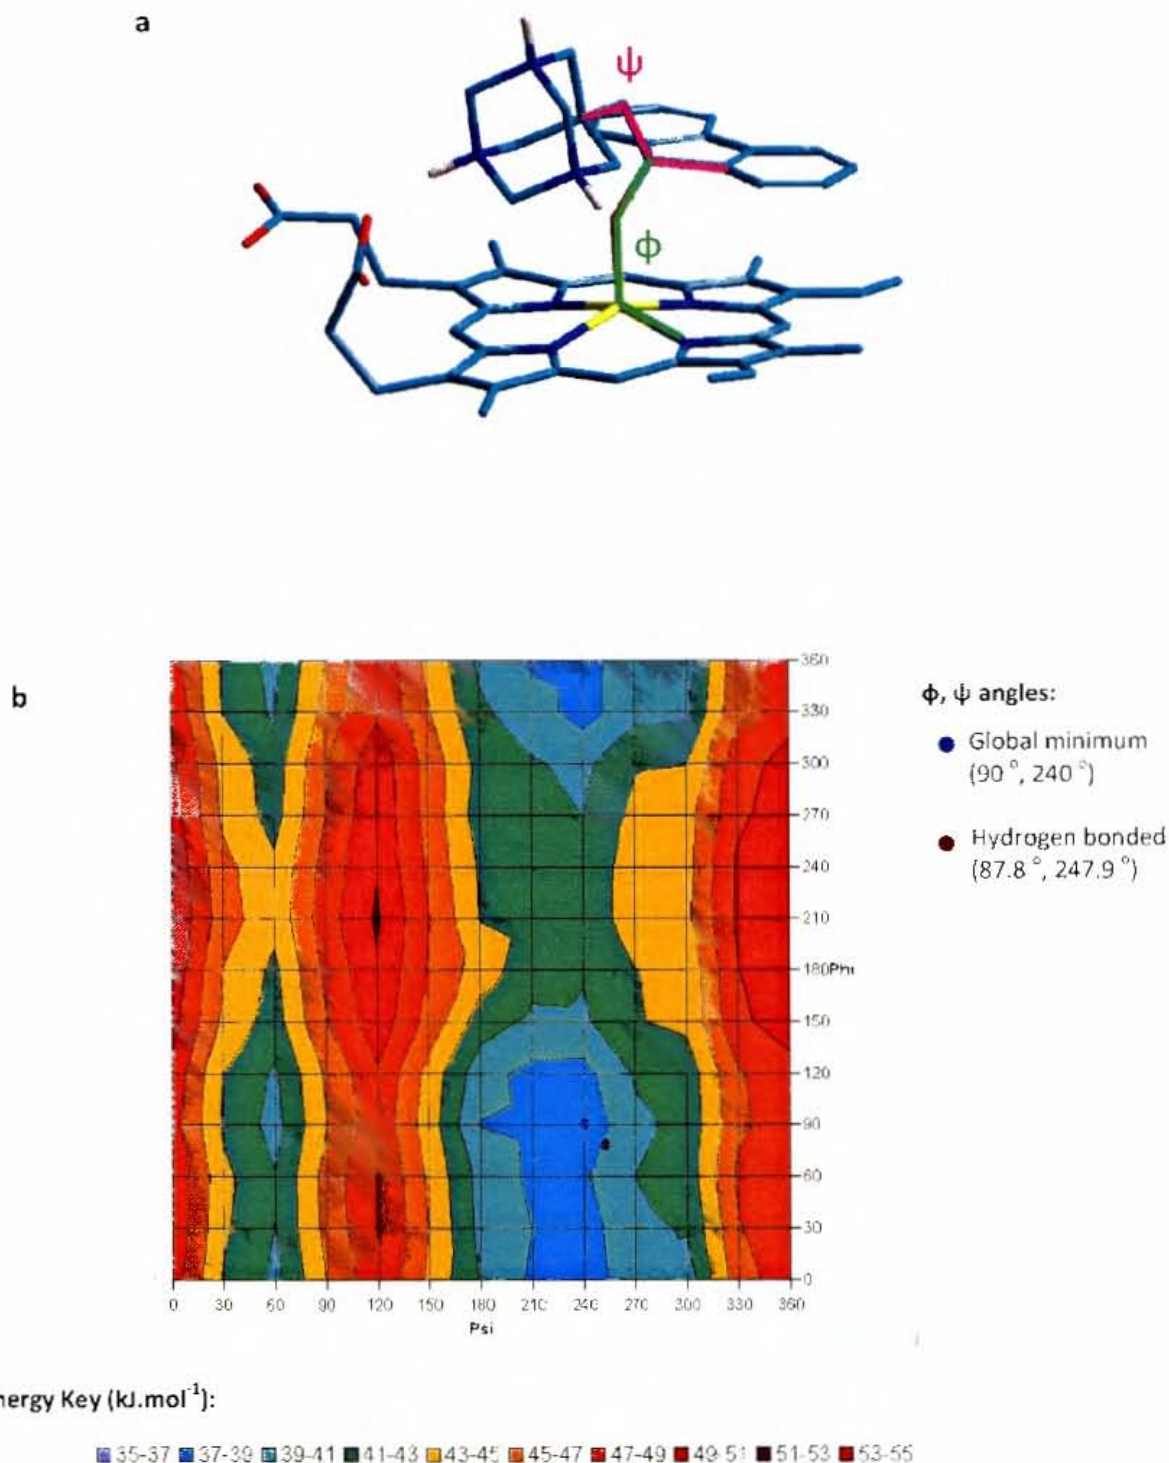 a
ψ
ϕ
b
360
330
300
270
240
210
180Phi
150
120
90
60
30
0
0 30 60 90 120 150 180 210 240 270 300 330 360
Psi
ϕ, ψ angles:
Global minimum
(90 °, 240 °)
Hydrogen bonded
(87.8 °, 247.9 °)
nergy Key (kJ.mol-1):
35-37 37-39 39-41 41-43 43-45 45-47 47-49 49-51 51-53 53-55